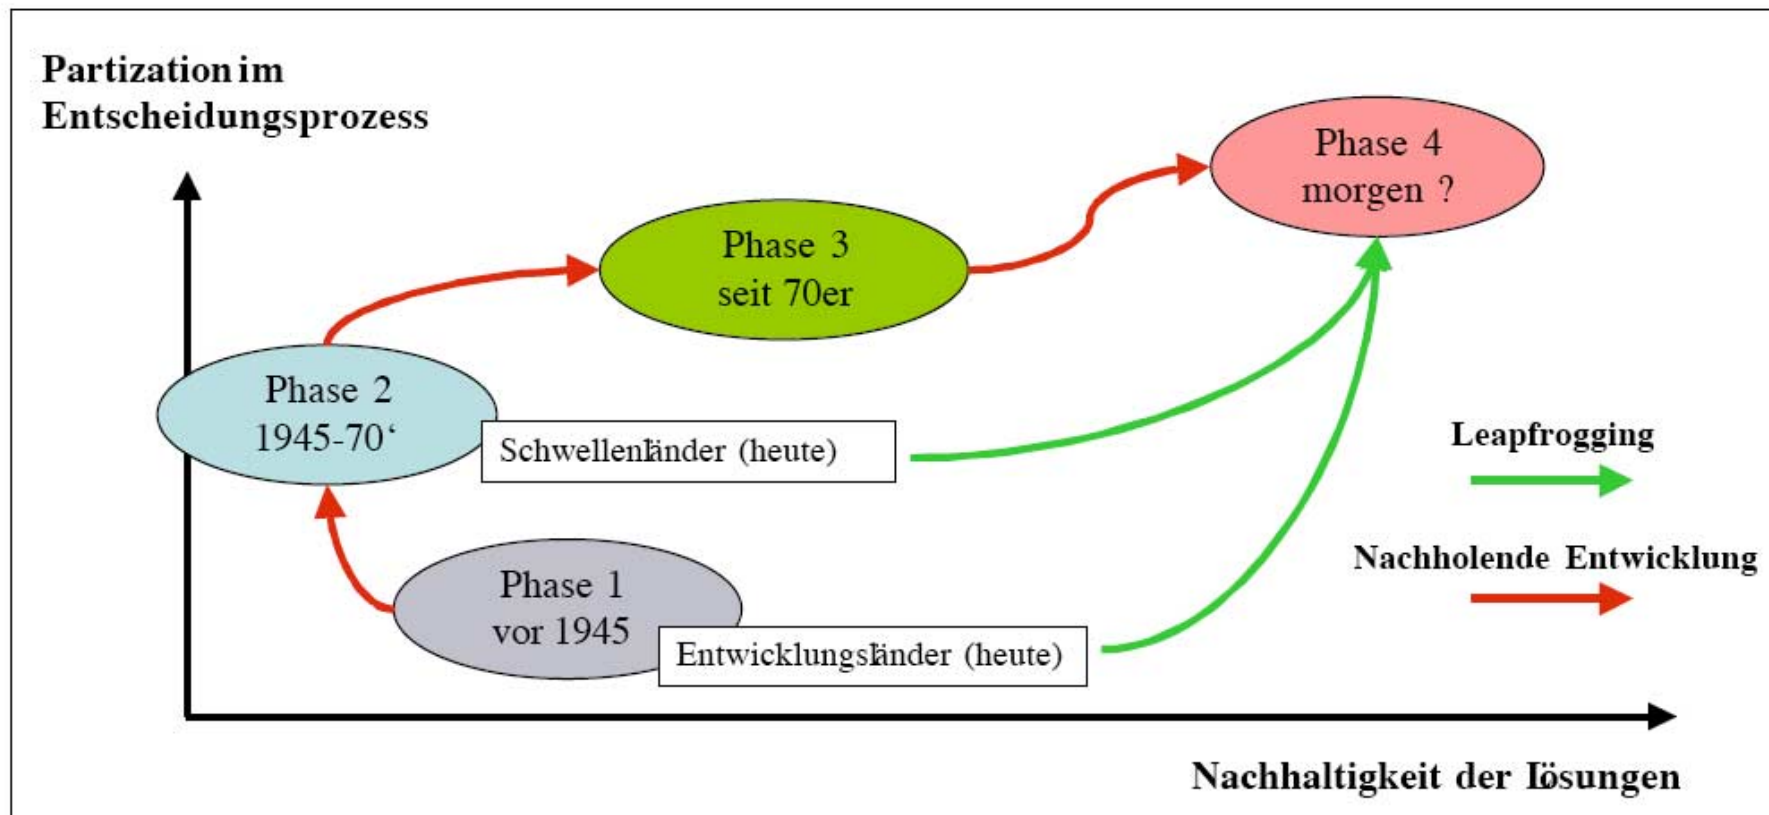 Partization im
Entscheidungsprozess
Phase 4
morgen ?
Phase 3
seit 70er
Phase 2
1945-70‘
Schwellenländer (heute)
Leapfrogging
Nachholende Entwicklung
Phase 1
vor 1945
Entwicklungsländer (heute)
Nachhaltigkeit der Lösungen